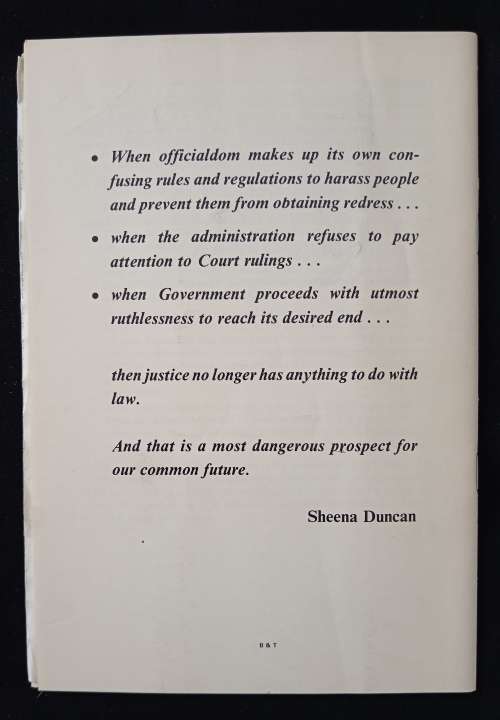 • When officialdom makes up its own con-
fusing rules and regulations to harass people
and prevent them from obtaining redress . . .
• when the administration refuses to pay
attention to Court rulings . . .
• when Government proceeds with utmost
ruthlessness to reach its desired end . . .
then justice no longer has anything to do with
law.
And that is a most dangerous prospect for
our common future.
Sheena Duncan
B & T